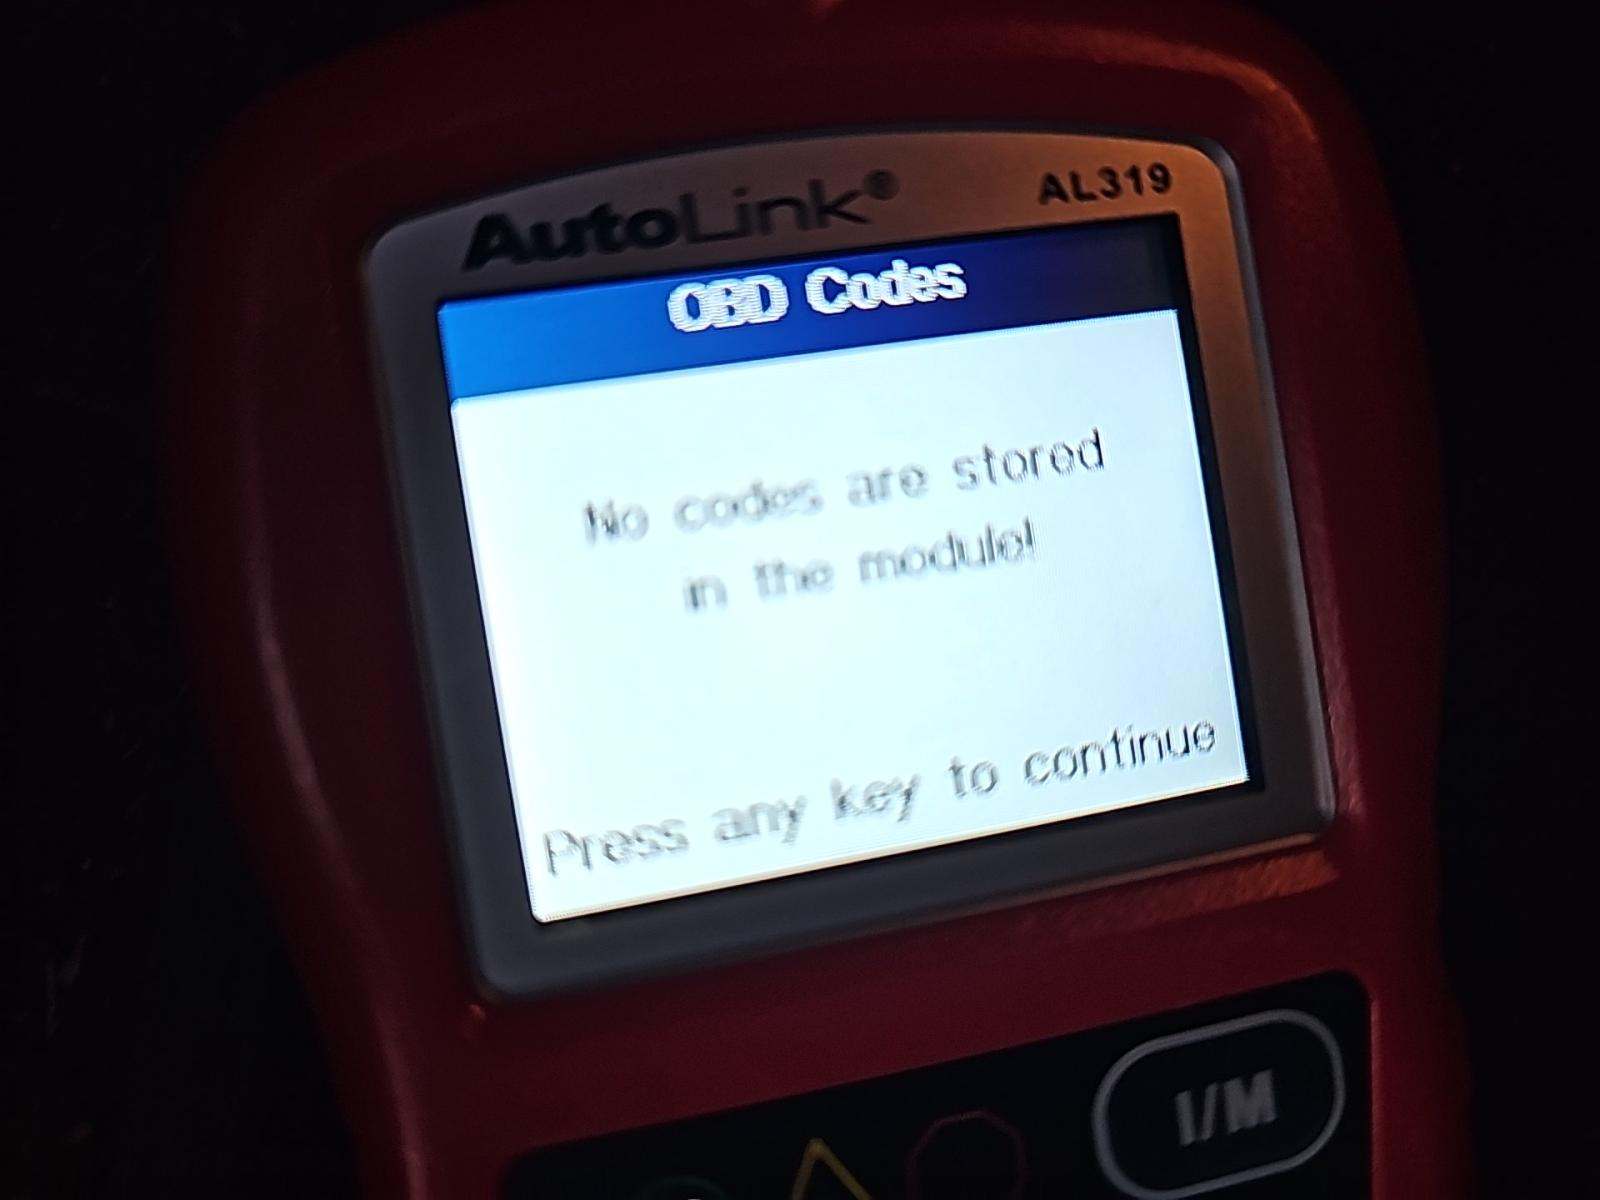 AutoLink® AL319
OBD Codes
No codes are stored
in the module!
Press any key to continue
I/M